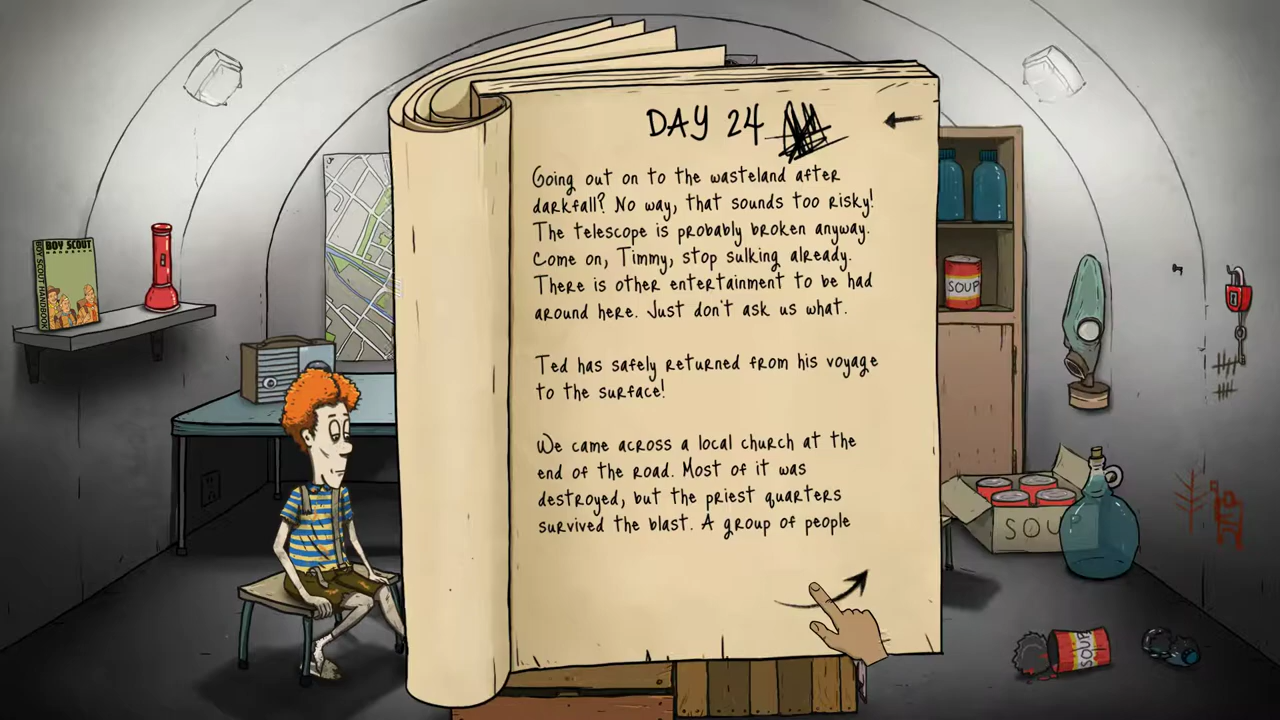 DAY 24
Going out on to the wasteland after
darkfall? No way, that sounds too risky!
The telescope is probably broken anyway.
Come on, Timmy, stop sulking already.
There is other entertainment to be had
around here. Just don't ask us what.
Ted has safely returned from his voyage
to the surface!
We came across a local church at the
end of the road. Most of it was
destroyed, but the priest quarters
survived the blast. A group of people
BOY SCOUT
BOY SCOUT HANDBOOK
SOUP
SOU
SOUP